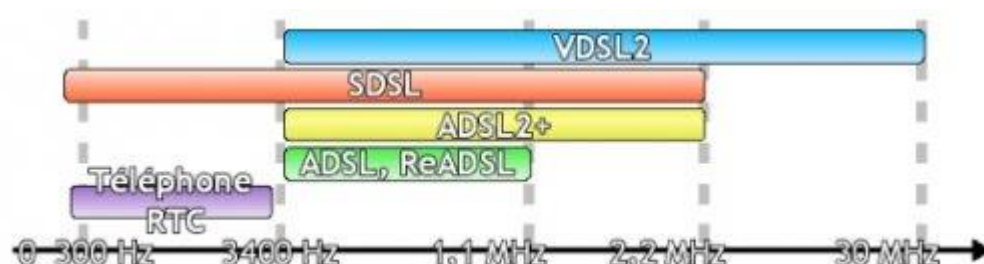 VDSL2
SDSL
ADSL2+
ADSL, ReADSL
Téléphone
RTC
0 300 Hz 3400 Hz 1.1 MHz 2.2 MHz 30 MHz